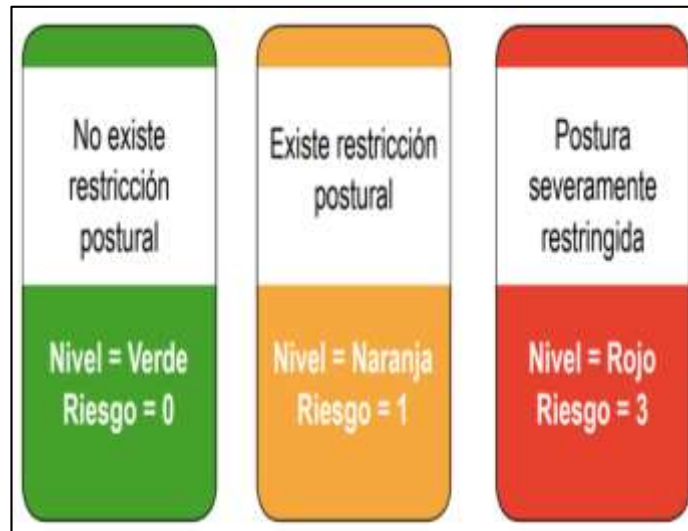 No existe
restricción
postural
Nivel = Verde
Riesgo = 0
Existe restricción
postural
Nivel = Naranja
Riesgo = 1
Postura
severamente
restringida
Nivel = Rojo
Riesgo = 3